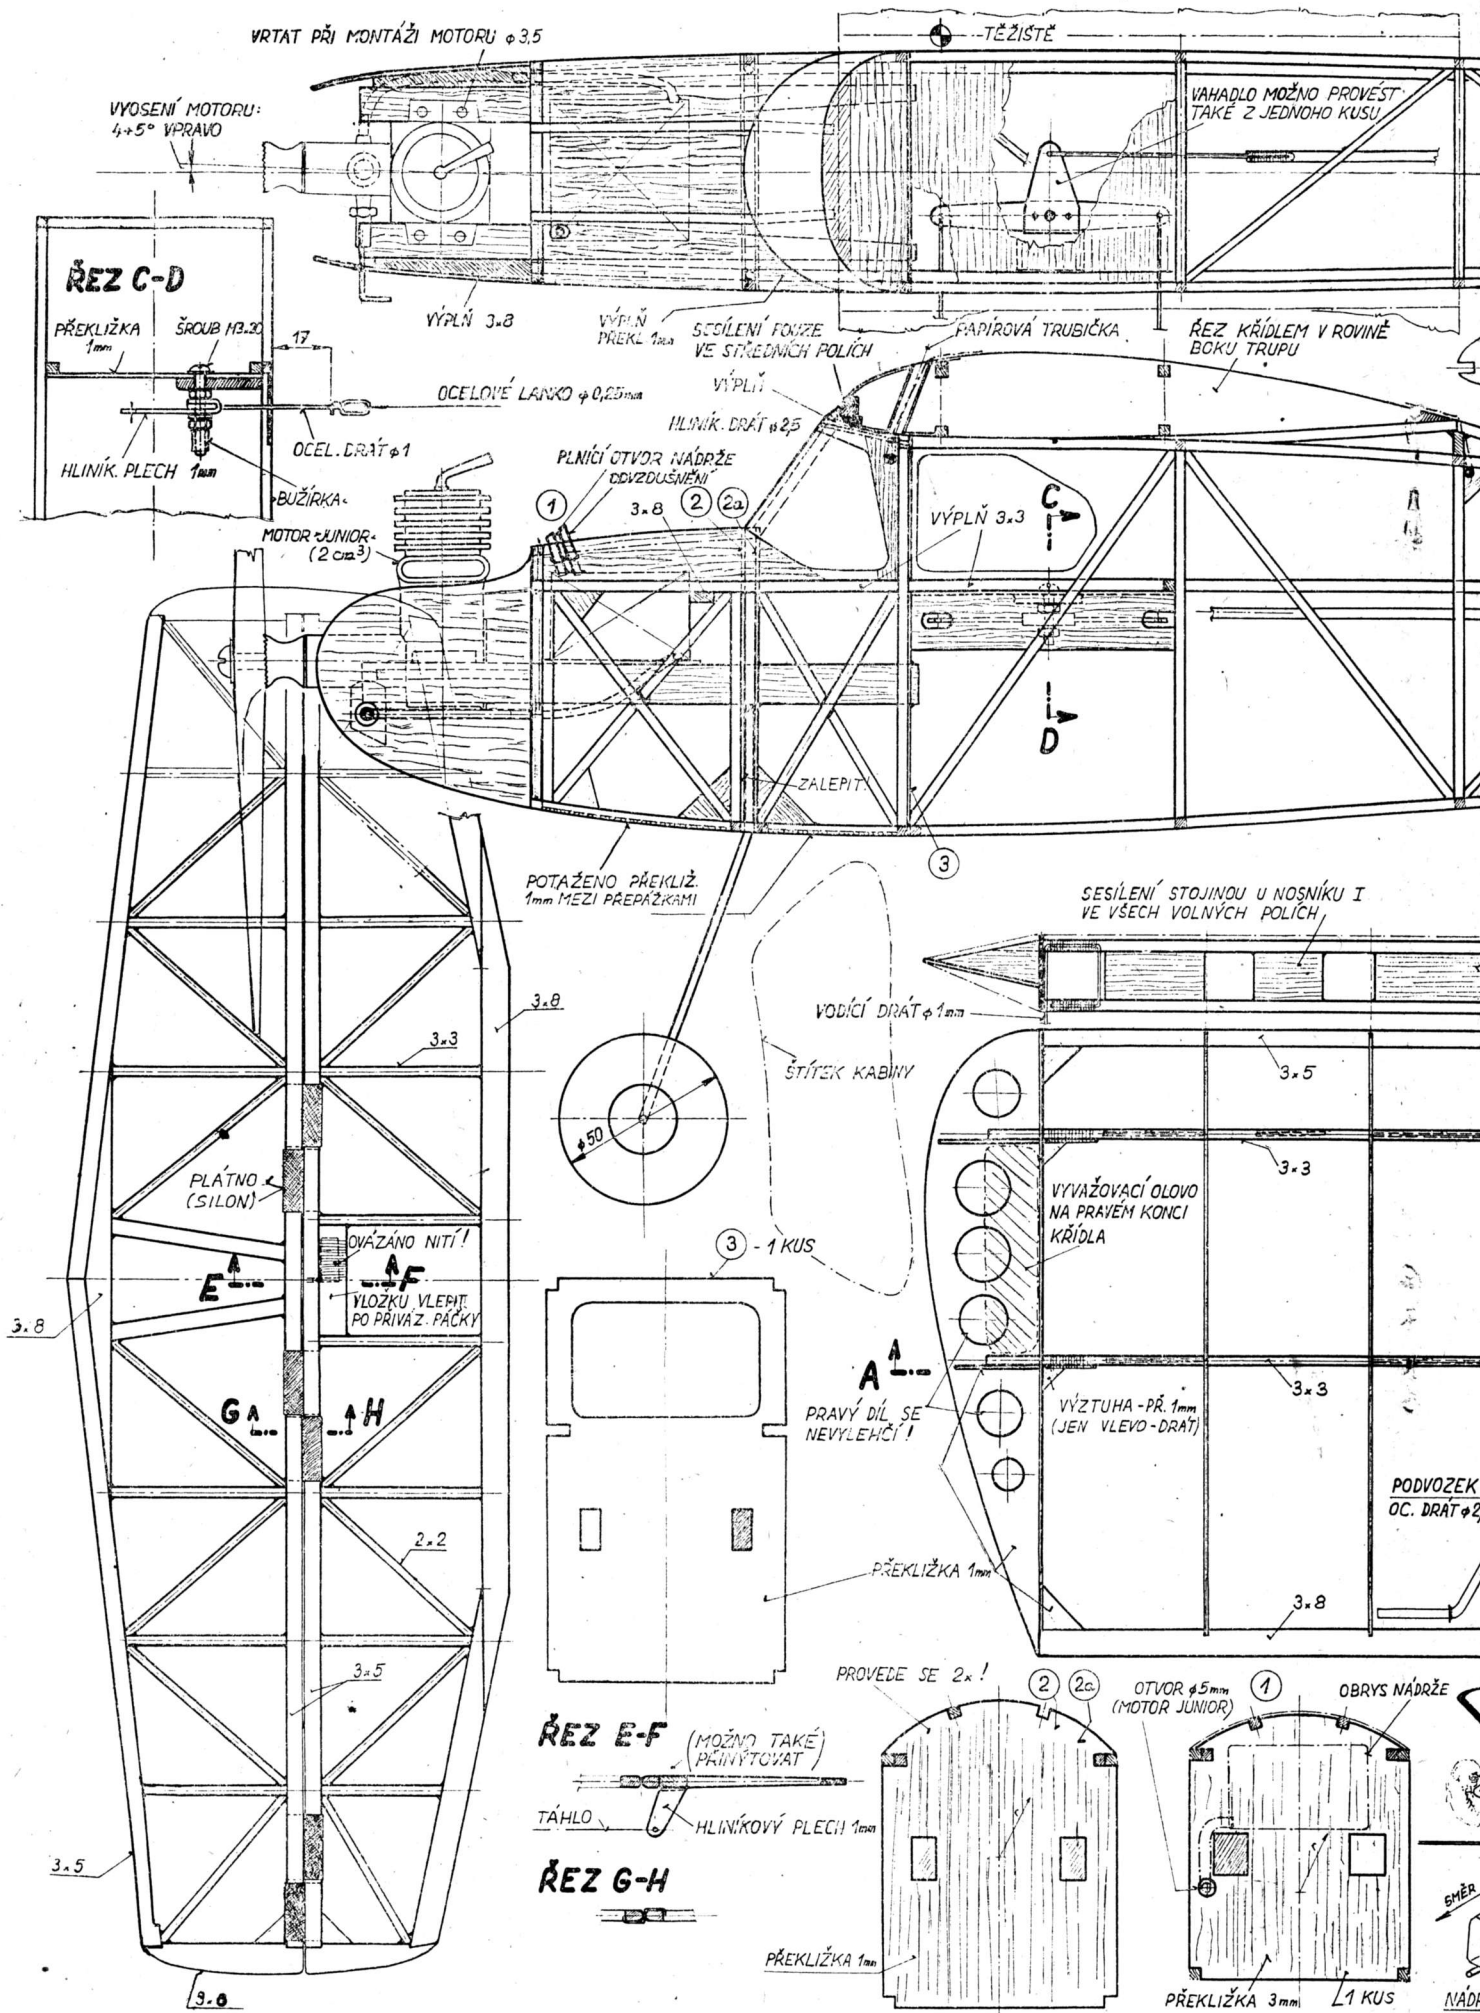 VRTAT PŘI MONTÁŽI MOTORU φ3,5
TĚŽIŠTĚ
VYOSENÍ MOTORU:
4÷5° VPRAVO
VAHADLO MOŽNO PROVÉST
TAKÉ Z JEDNOHO KUSU
ŘEZ C-D
PŘEKLIŽKA
1mm
ŠROUB M3×20
17
VÝPLŇ 3×8
VÝPLŇ
PŘEKL. 1mm
SESÍLENÍ POUZE
VE STŘEDNÍCH POLÍCH
PAPÍROVÁ TRUBIČKA
ŘEZ KŘÍDLEM V ROVINĚ
BOKU TRUPU
OCELOVÉ LANKO φ0,25mm
VÝPLŇ
HLINÍK. DRÁT φ2,5
OCEL. DRÁT φ1
HLINÍK. PLECH 1mm
"BUŽÍRKA"
PLNÍCÍ OTVOR NÁDRŽE
ODVZDUŠNĚNÍ
1
3×8
2
2a
C
VÝPLŇ 3×3
MOTOR "JUNIOR"
(2 cm³)
D
ZALEPIT!
3
POTAŽENO PŘEKLIŽ.
1mm MEZI PŘEPÁŽKAMI
SESÍLENÍ STOJINOU U NOSNÍKU I
VE VŠECH VOLNÝCH POLÍCH
3×8
VODÍCÍ DRÁT φ1mm
3×3
ŠTÍTEK KABINY
3×5
φ50
3×3
PLÁTNO
(SILON)
VYVAŽOVACÍ OLOVO
NA PRAVÉM KONCI
KŘÍDLA
OVÁZÁNO NITÍ!
3 - 1 KUS
E
F
VLOŽKU VLEPIT
PO PŘIVÁZ. PÁČKY
3×8
A
3×3
G
H
PRAVÝ DÍL SE
NEVYLEHČÍ!
VÝZTUHA-PŘ. 1mm
(JEN VLEVO-DRÁT)
PODVOZEK
OC. DRÁT φ2,
2×2
PŘEKLIŽKA 1mm
3×8
3×5
PROVEDE SE 2×!
2
2a
OTVOR φ5mm
(MOTOR JUNIOR)
1
OBRYS NÁDRŽE
ŘEZ E-F
(MOŽNO TAKÉ
PŘINÝTOVAT)
TÁHLO
HLINÍKOVÝ PLECH 1mm
3×5
ŘEZ G-H
SMĚR
PŘEKLIŽKA 1mm
PŘEKLIŽKA 3mm
1 KUS
NÁDR